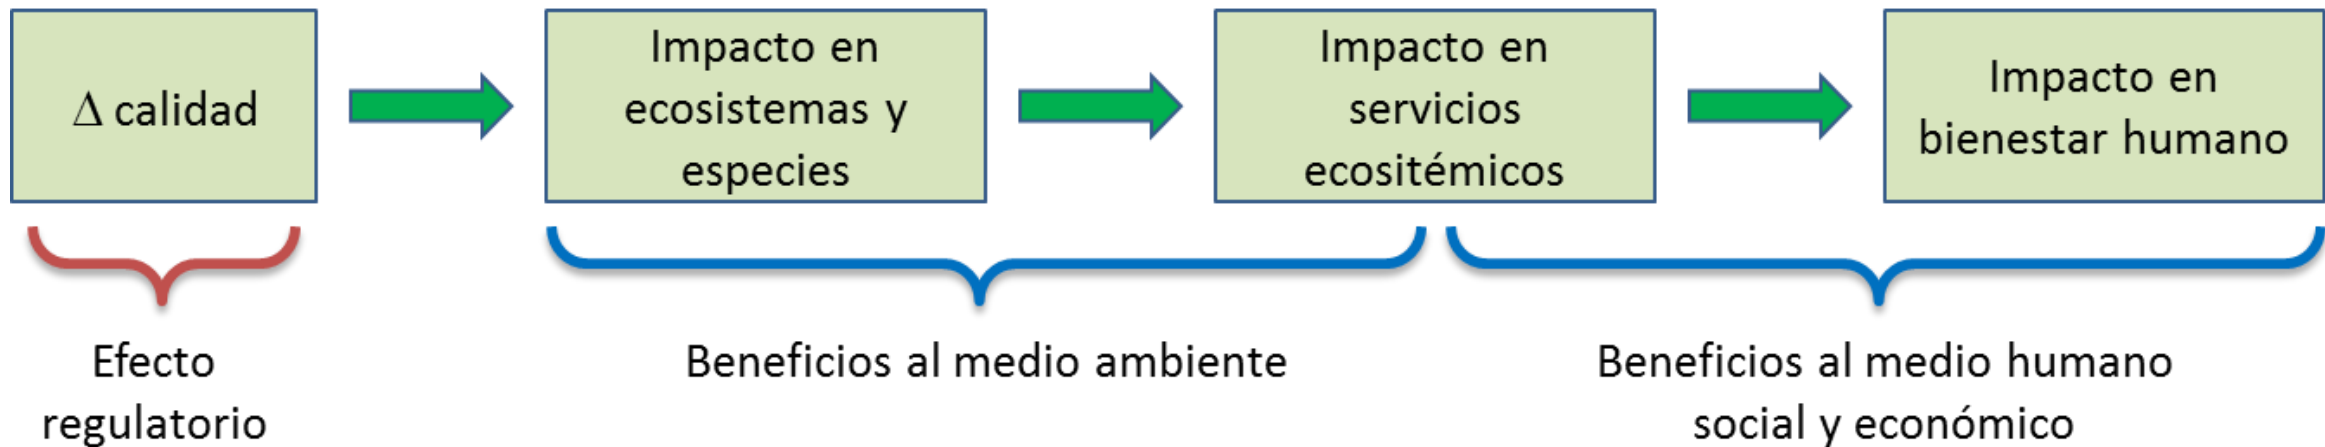 Δ calidad
Impacto en
ecosistemas y
especies
Impacto en
servicios
ecositémicos
Impacto en
bienestar humano
Efecto
regulatorio
Beneficios al medio ambiente
Beneficios al medio humano
social y económico